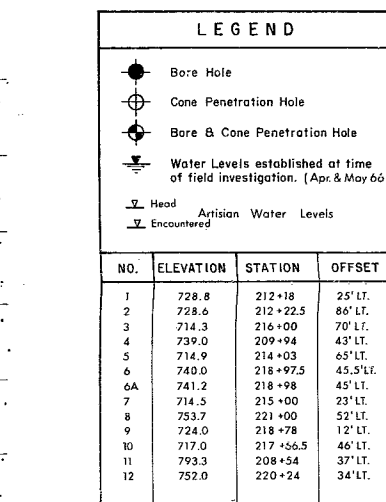 LEGEND
Bore Hole
Cone Penetration Hole
Bore & Cone Penetration Hole
Water Levels established at time
of field investigation. (Apr. & May 66
Head
Artisian Water Levels
Encountered
NO. ELEVATION STATION OFFSET
1 728.8 212+18 25' LT.
2 728.6 212+22.5 86' LT.
3 714.3 216+00 70' LT.
4 739.0 209+94 43' LT.
5 714.9 214+03 65' LT.
6 740.0 218+97.5 45.5' LT.
6A 741.2 218+98 45' LT.
7 714.5 215+00 23' LT.
8 753.7 221+00 52' LT.
9 724.0 218+78 12' LT.
10 717.0 217+56.5 46' LT.
11 793.3 208+54 37' LT.
12 752.0 220+24 34' LT.